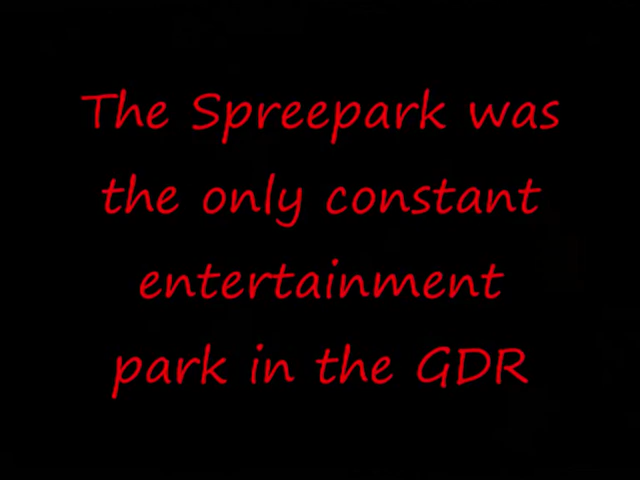 The Spreepark was
the only constant
entertainment
park in the GDR